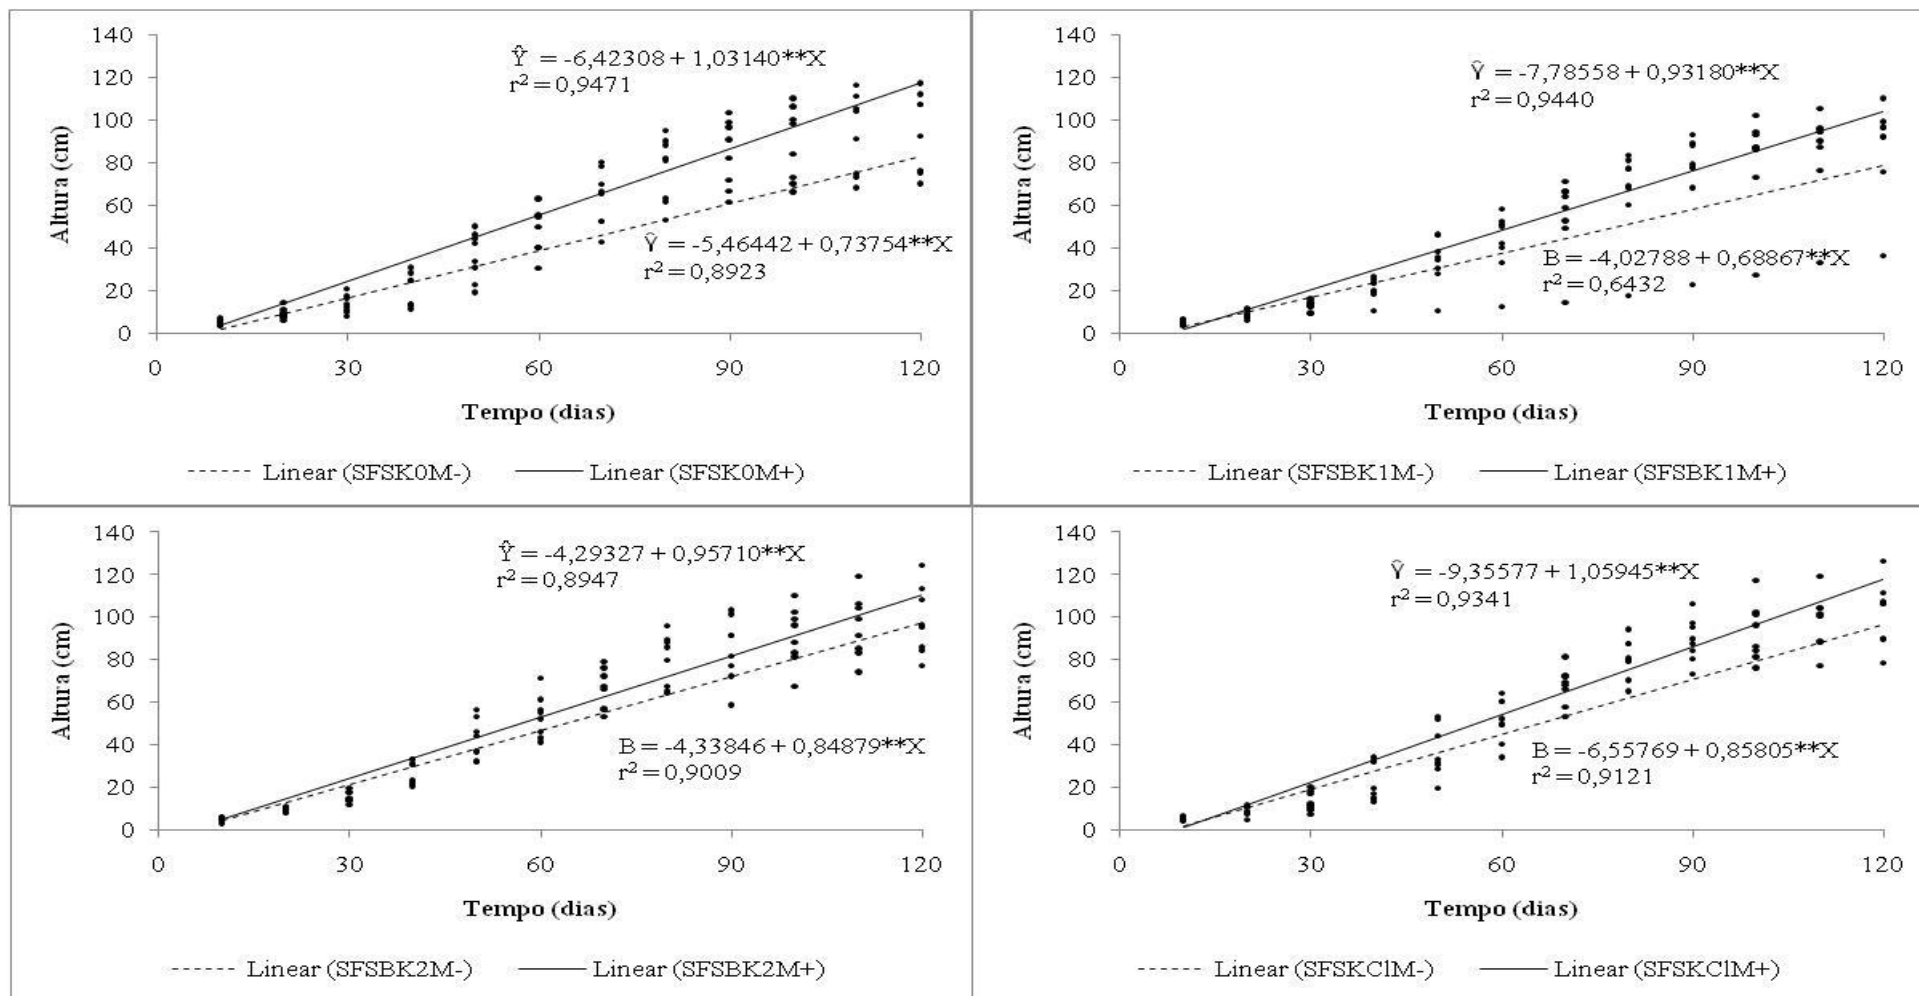 140
120
100
80
60
40
20
0
Altura (cm)
Ŷ = -6,42308 + 1,03140**X
r² = 0,9471
Ŷ = -5,46442 + 0,73754**X
r² = 0,8923
0 30 60 90 120
Tempo (dias)
Linear (SFSK0M-) Linear (SFSK0M+)
140
120
100
80
60
40
20
0
Altura (cm)
Ŷ = -7,78558 + 0,93180**X
r² = 0,9440
B = -4,02788 + 0,68867**X
r² = 0,6432
0 30 60 90 120
Tempo (dias)
Linear (SFSBK1M-) Linear (SFSBK1M+)
140
120
100
80
60
40
20
0
Altura (cm)
Ŷ = -4,29327 + 0,95710**X
r² = 0,8947
B = -4,33846 + 0,84879**X
r² = 0,9009
0 30 60 90 120
Tempo (dias)
Linear (SFSBK2M-) Linear (SFSBK2M+)
140
120
100
80
60
40
20
0
Altura (cm)
Ŷ = -9,35577 + 1,05945**X
r² = 0,9341
B = -6,55769 + 0,85805**X
r² = 0,9121
0 30 60 90 120
Tempo (dias)
Linear (SFSKClM-) Linear (SFSKClM+)